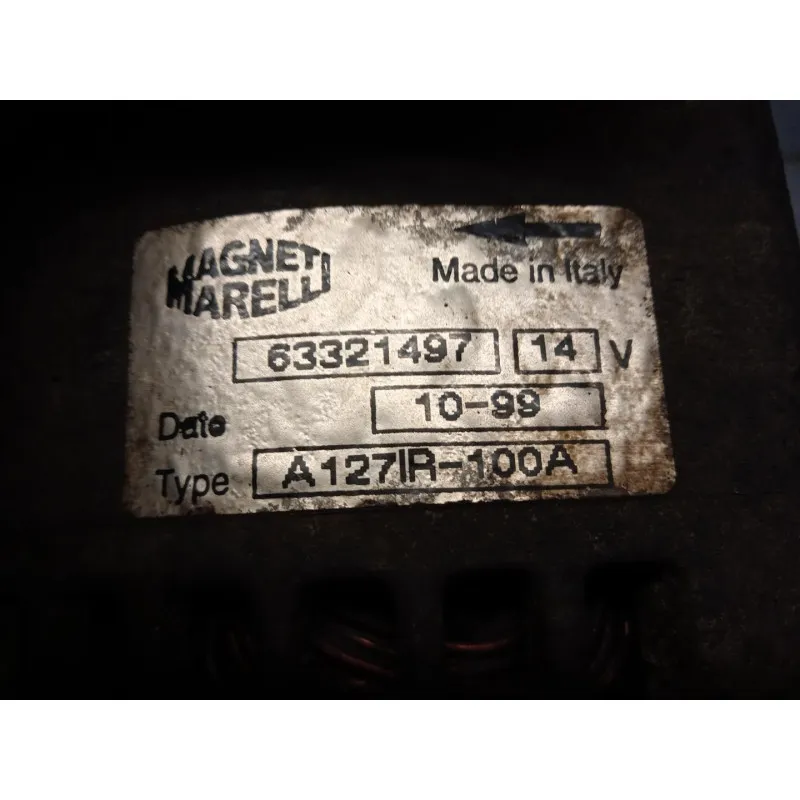 MAGNETI
MARELLI
Made in Italy
63321497 14 V
Date 10-99
Type A127IR-100A